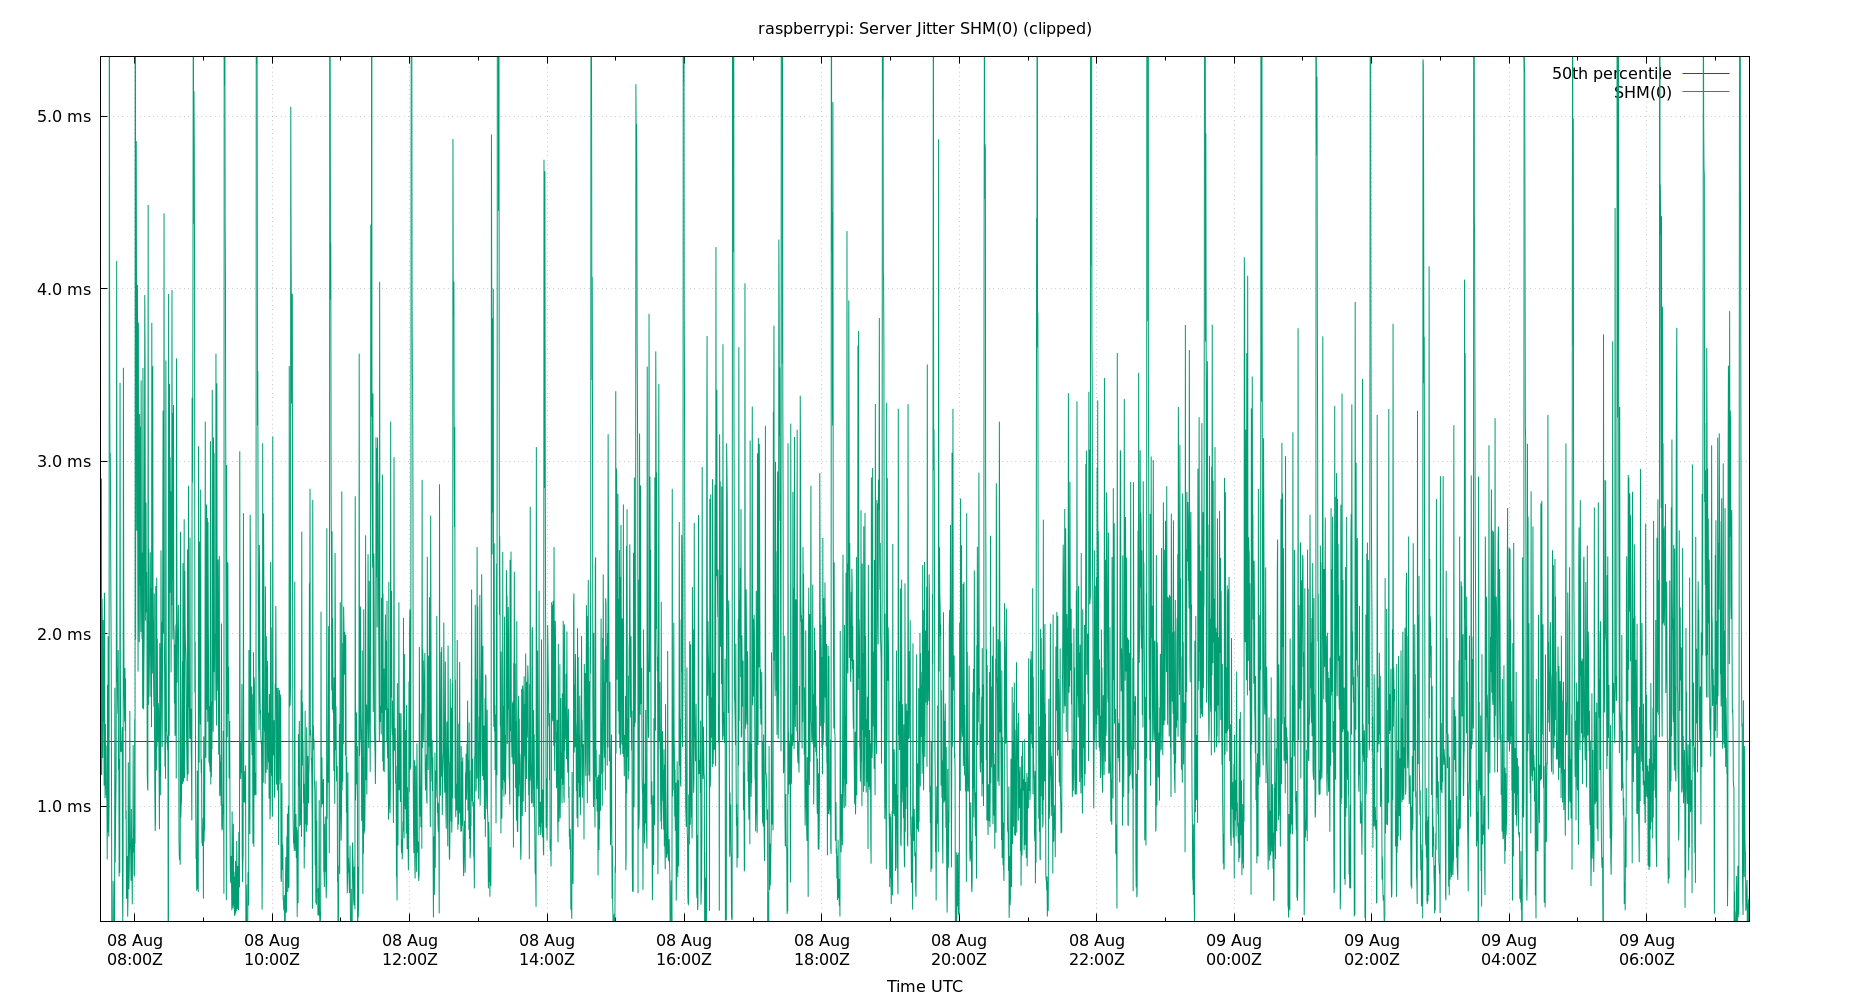 raspberrypi: Server Jitter SHM(0) (clipped)
50th percentile
SHM(0)
5.0 ms
4.0 ms
3.0 ms
2.0 ms
1.0 ms
08 Aug 08 Aug 08 Aug 08 Aug 08 Aug 08 Aug 08 Aug 08 Aug 09 Aug 09 Aug 09 Aug 09 Aug
08:00Z 10:00Z 12:00Z 14:00Z 16:00Z 18:00Z 20:00Z 22:00Z 00:00Z 02:00Z 04:00Z 06:00Z
Time UTC